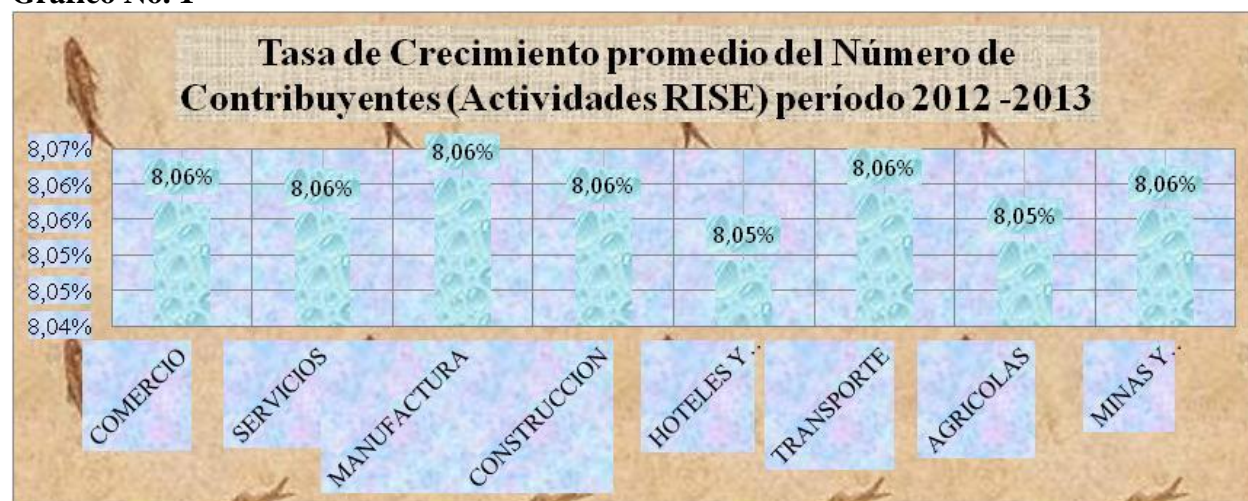 Gráfico No. 1
Tasa de Crecimiento promedio del Número de
Contribuyentes (Actividades RISE) período 2012 -2013
8,07%
8,06%
8,06%
8,05%
8,05%
8,04%
8,06%
8,06%
8,06%
8,06%
8,05%
8,06%
8,05%
8,06%
COMERCIO
SERVICIOS
MANUFACTURA
CONSTRUCCION
HOTELES Y ..
TRANSPORTE
AGRICOLAS
MINAS Y ..